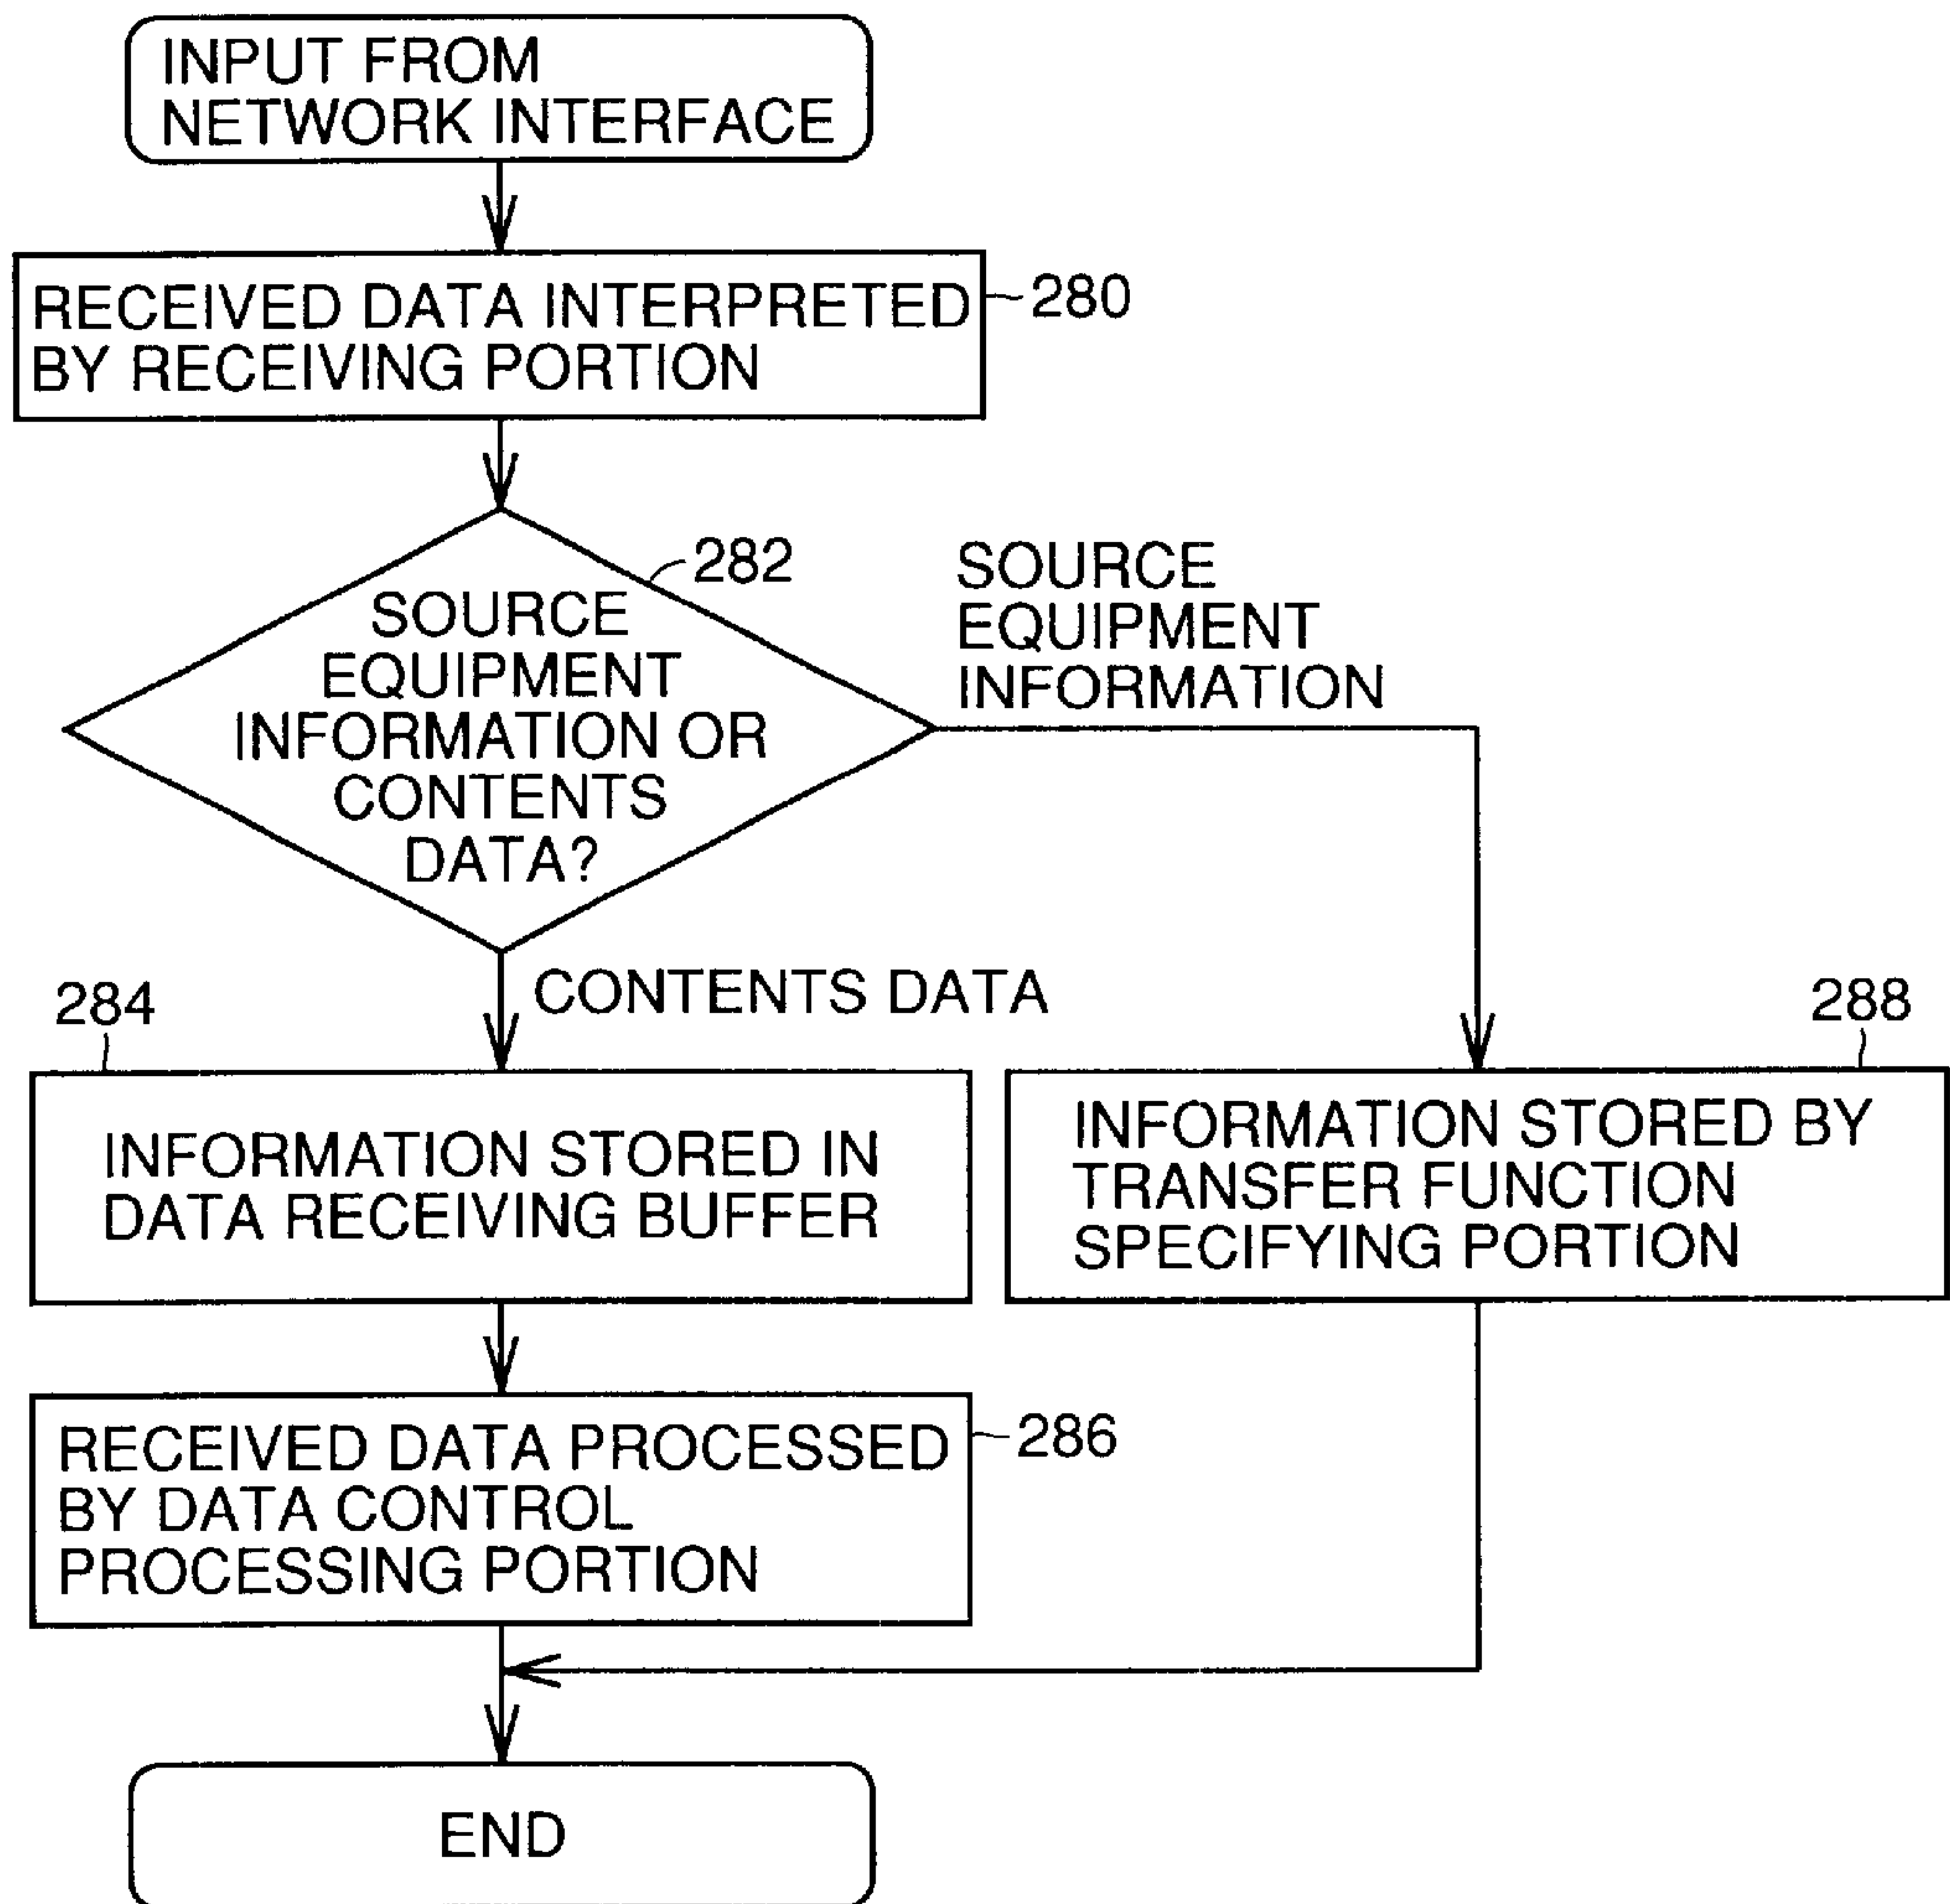 INPUT FROM
NETWORK INTERFACE
RECEIVED DATA INTERPRETED
BY RECEIVING PORTION
280
282
SOURCE
EQUIPMENT
INFORMATION OR
CONTENTS
DATA?
SOURCE
EQUIPMENT
INFORMATION
CONTENTS DATA
284
INFORMATION STORED IN
DATA RECEIVING BUFFER
288
INFORMATION STORED BY
TRANSFER FUNCTION
SPECIFYING PORTION
RECEIVED DATA PROCESSED
BY DATA CONTROL
PROCESSING PORTION
286
END